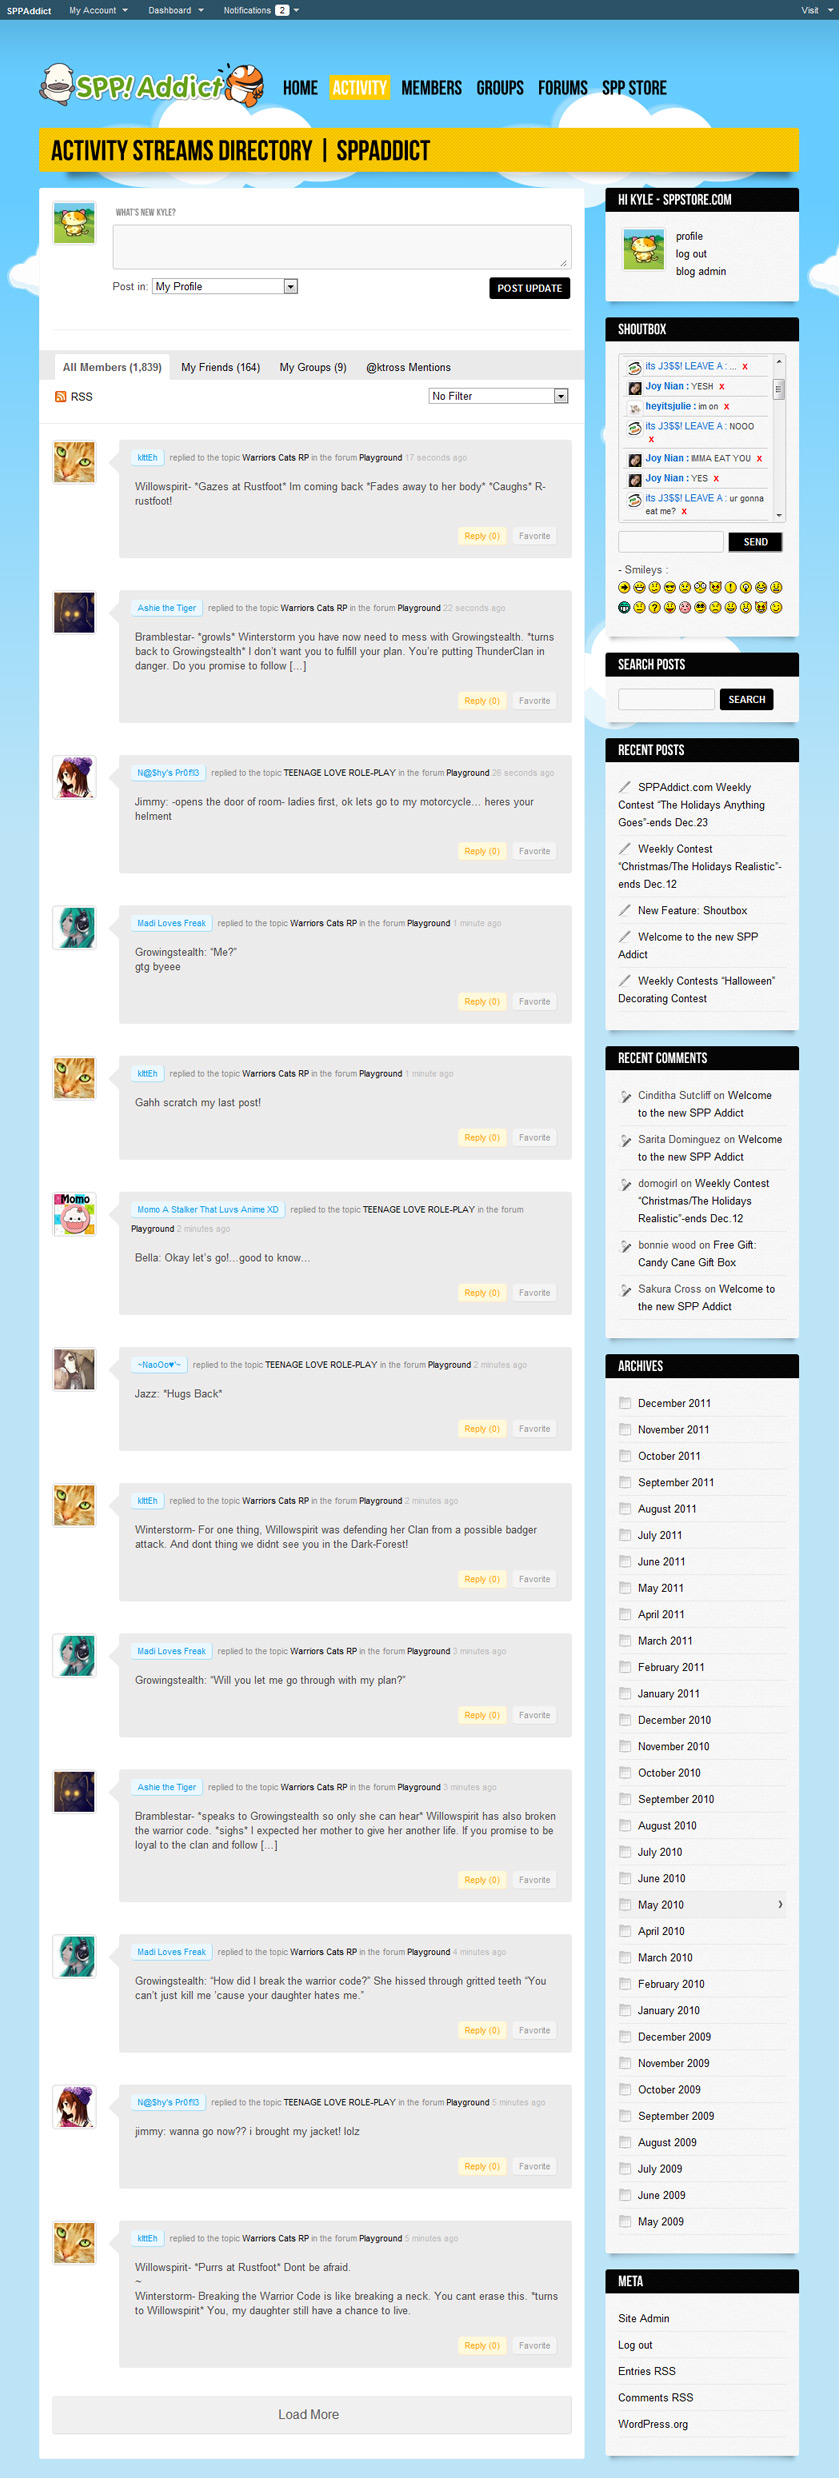 SPPAddict My Account Dashboard Notifications 2 Visit
SPP! Addict HOME ACTIVITY MEMBERS GROUPS FORUMS SPP STORE
ACTIVITY STREAMS DIRECTORY | SPPADDICT
WHAT'S NEW KYLE?
Post in: My Profile POST UPDATE
All Members (1,839) My Friends (164) My Groups (9) @ktross Mentions
RSS No Filter
kIttEh replied to the topic Warriors Cats RP in the forum Playground 17 seconds ago
Willowspirit- *Gazes at Rustfoot* Im coming back *Fades away to her body* *Caughs* R-
rustfoot!
Reply (0) Favorite
Ashie the Tiger replied to the topic Warriors Cats RP in the forum Playground 22 seconds ago
Bramblestar- *growls* Winterstorm you have now need to mess with Growingstealth. *turns
back to Growingstealth* I don't want you to fulfill your plan. You're putting ThunderClan in
danger. Do you promise to follow […]
Reply (0) Favorite
N@$hy's Pr0fil3 replied to the topic TEENAGE LOVE ROLE-PLAY in the forum Playground 26 seconds ago
Jimmy: -opens the door of room- ladies first, ok lets go to my motorcycle… heres your
helment
Reply (0) Favorite
Madi Loves Freak replied to the topic Warriors Cats RP in the forum Playground 1 minute ago
Growingstealth: “Me?”
gtg byeee
Reply (0) Favorite
kIttEh replied to the topic Warriors Cats RP in the forum Playground 1 minute ago
Gahh scratch my last post!
Reply (0) Favorite
Momo
Momo A Stalker That Luvs Anime XD replied to the topic TEENAGE LOVE ROLE-PLAY in the forum
Playground 2 minutes ago
Bella: Okay let's go!…good to know…
Reply (0) Favorite
~NaoOo♥'~ replied to the topic TEENAGE LOVE ROLE-PLAY in the forum Playground 2 minutes ago
Jazz: *Hugs Back*
Reply (0) Favorite
kIttEh replied to the topic Warriors Cats RP in the forum Playground 2 minutes ago
Winterstorm- For one thing, Willowspirit was defending her Clan from a possible badger
attack. And dont thing we didnt see you in the Dark-Forest!
Reply (0) Favorite
Madi Loves Freak replied to the topic Warriors Cats RP in the forum Playground 3 minutes ago
Growingstealth: “Will you let me go through with my plan?”
Reply (0) Favorite
Ashie the Tiger replied to the topic Warriors Cats RP in the forum Playground 3 minutes ago
Bramblestar- *speaks to Growingstealth so only she can hear* Willowspirit has also broken
the warrior code. *sighs* I expected her mother to give her another life. If you promise to be
loyal to the clan and follow […]
Reply (0) Favorite
Madi Loves Freak replied to the topic Warriors Cats RP in the forum Playground 4 minutes ago
Growingstealth: “How did I break the warrior code?” She hissed through gritted teeth “You
can't just kill me 'cause your daughter hates me.”
Reply (0) Favorite
N@$hy's Pr0fil3 replied to the topic TEENAGE LOVE ROLE-PLAY in the forum Playground 5 minutes ago
jimmy: wanna go now?? i brought my jacket! lolz
Reply (0) Favorite
kIttEh replied to the topic Warriors Cats RP in the forum Playground 5 minutes ago
Willowspirit- *Purrs at Rustfoot* Dont be afraid.
~
Winterstorm- Breaking the Warrior Code is like breaking a neck. You cant erase this. *turns
to Willowspirit* You, my daughter still have a chance to live.
Reply (0) Favorite
Load More
HI KYLE - SPPSTORE.COM
profile
log out
blog admin
SHOUTBOX
its J3$$! LEAVE A : ... x
Joy Nian : YESH x
heyitsjulie : im on x
its J3$$! LEAVE A : NOOO
x
Joy Nian : IMMA EAT YOU x
Joy Nian : YES x
its J3$$! LEAVE A : ur gonna
eat me? x
SEND
- Smileys :
SEARCH POSTS
SEARCH
RECENT POSTS
SPPAddict.com Weekly
Contest “The Holidays Anything
Goes”-ends Dec.23
Weekly Contest
“Christmas/The Holidays Realistic”-
ends Dec.12
New Feature: Shoutbox
Welcome to the new SPP
Addict
Weekly Contests “Halloween”
Decorating Contest
RECENT COMMENTS
Cinditha Sutcliff on Welcome
to the new SPP Addict
Sarita Dominguez on Welcome
to the new SPP Addict
domogirl on Weekly Contest
“Christmas/The Holidays
Realistic”-ends Dec.12
bonnie wood on Free Gift:
Candy Cane Gift Box
Sakura Cross on Welcome to
the new SPP Addict
ARCHIVES
December 2011
November 2011
October 2011
September 2011
August 2011
July 2011
June 2011
May 2011
April 2011
March 2011
February 2011
January 2011
December 2010
November 2010
October 2010
September 2010
August 2010
July 2010
June 2010
May 2010
April 2010
March 2010
February 2010
January 2010
December 2009
November 2009
October 2009
September 2009
August 2009
July 2009
June 2009
May 2009
META
Site Admin
Log out
Entries RSS
Comments RSS
WordPress.org